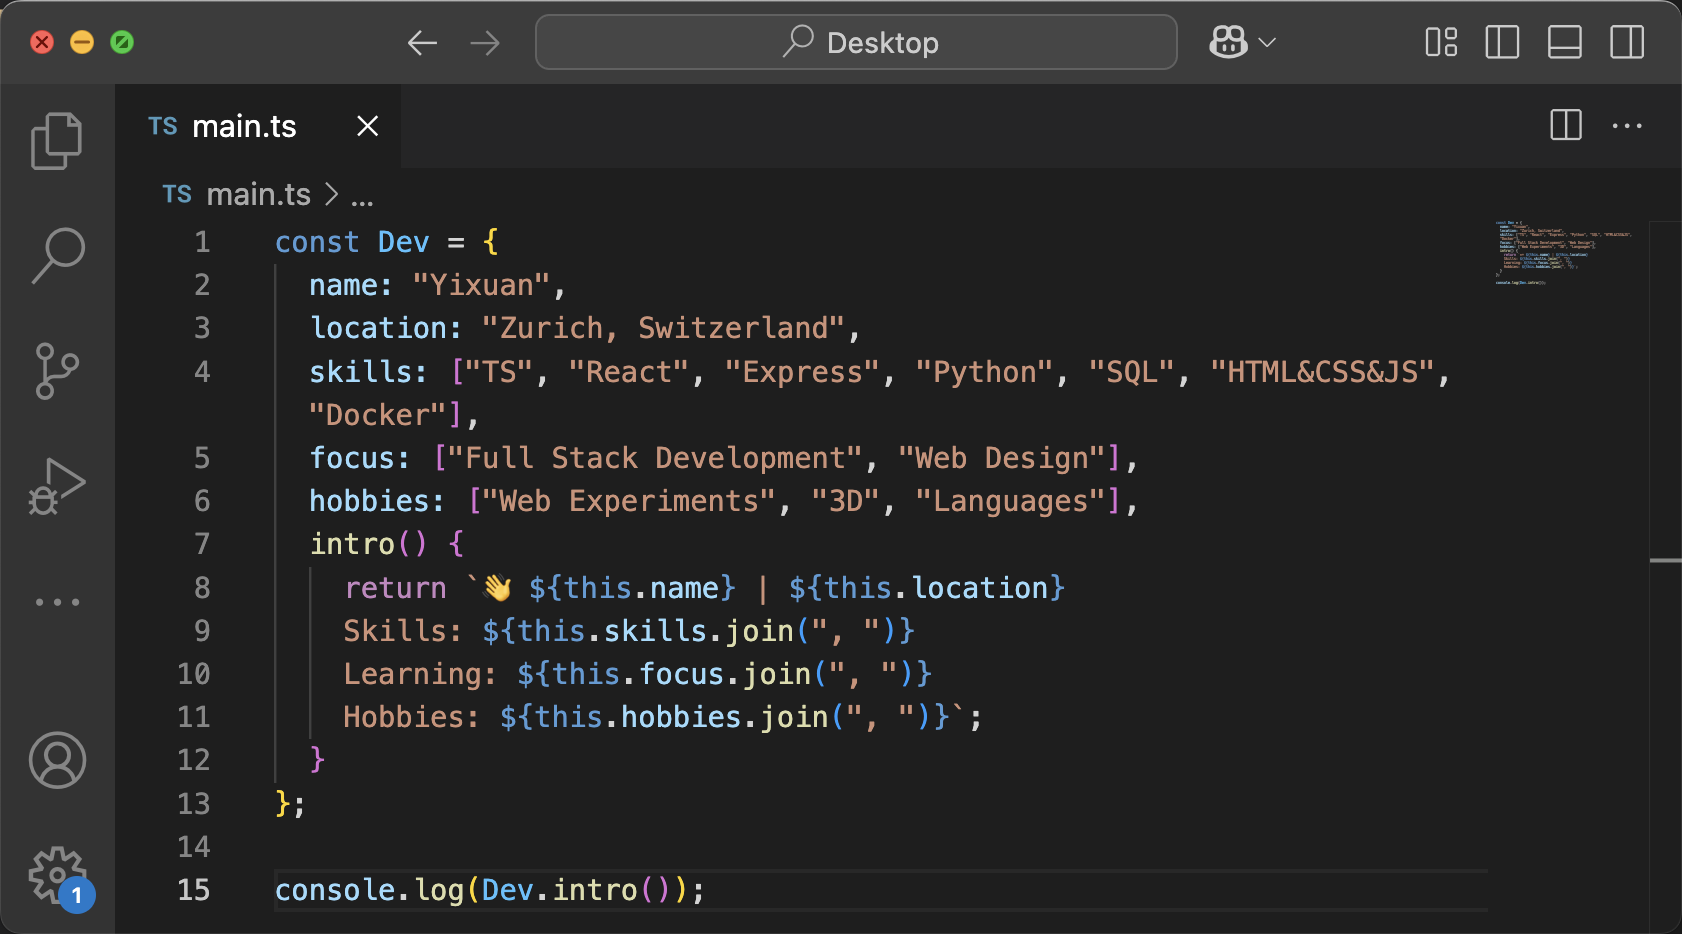 Desktop
TS main.ts
TS main.ts > ...
1 const Dev = {
2 name: "Yixuan",
3 location: "Zurich, Switzerland",
4 skills: ["TS", "React", "Express", "Python", "SQL", "HTML&CSS&JS",
"Docker"],
5 focus: ["Full Stack Development", "Web Design"],
6 hobbies: ["Web Experiments", "3D", "Languages"],
7 intro() {
8 return `👋 ${this.name} | ${this.location}
9 Skills: ${this.skills.join(", ")}
10 Learning: ${this.focus.join(", ")}
11 Hobbies: ${this.hobbies.join(", ")}`;
12 }
13 };
14
15 console.log(Dev.intro());
1